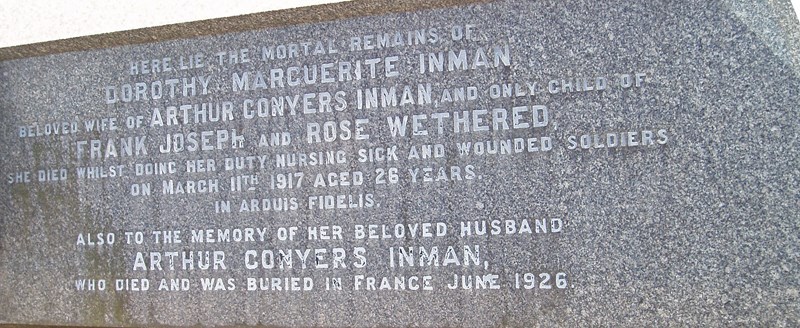 HERE LIE THE MORTAL REMAINS OF
DOROTHY MARGUERITE INMAN
BELOVED WIFE OF ARTHUR CONYERS INMAN, AND ONLY CHILD OF
FRANK JOSEPH AND ROSE WETHERED,
SHE DIED WHILST DOING HER DUTY NURSING SICK AND WOUNDED SOLDIERS
ON MARCH 11TH 1917 AGED 26 YEARS.
IN ARDUIS FIDELIS.
ALSO TO THE MEMORY OF HER BELOVED HUSBAND
ARTHUR CONYERS INMAN,
WHO DIED AND WAS BURIED IN FRANCE JUNE 1926.